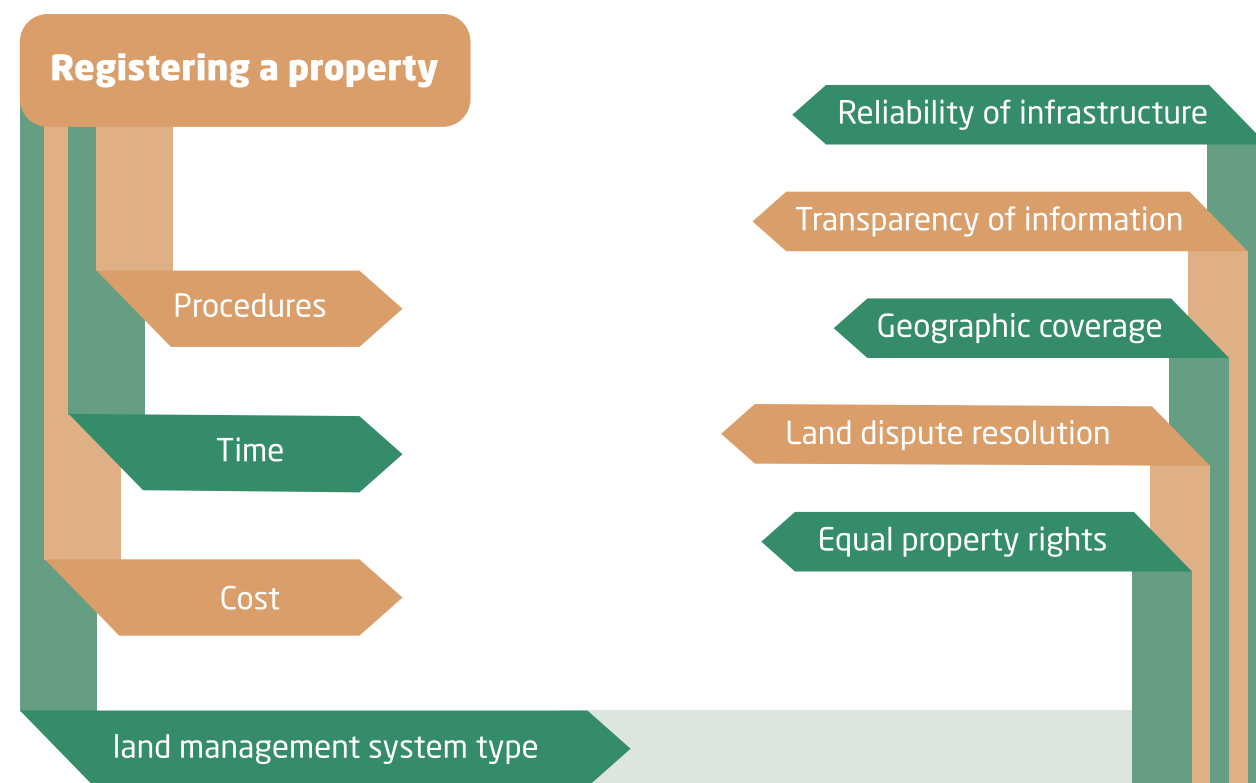 Registering a property
Procedures
Time
Cost
land management system type
Reliability of infrastructure
Transparency of information
Geographic coverage
Land dispute resolution
Equal property rights